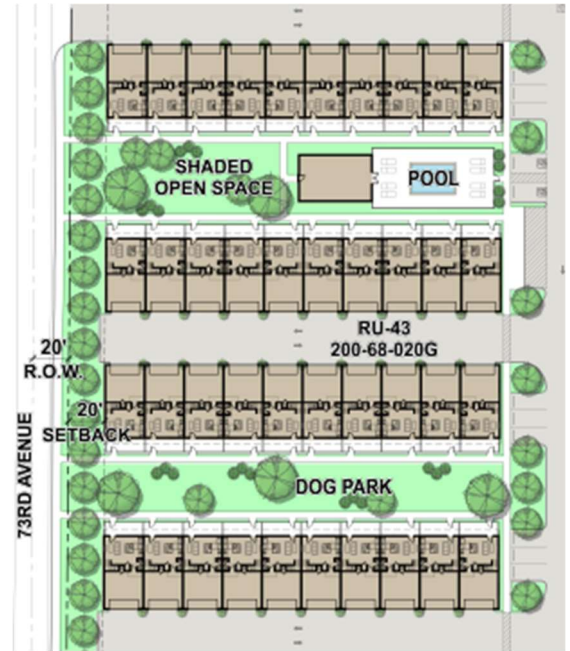 SHADED
OPEN SPACE
POOL
RU-43
200-68-020G
20'
R.O.W.
20'
SETBACK
73RD AVENUE
DOG PARK